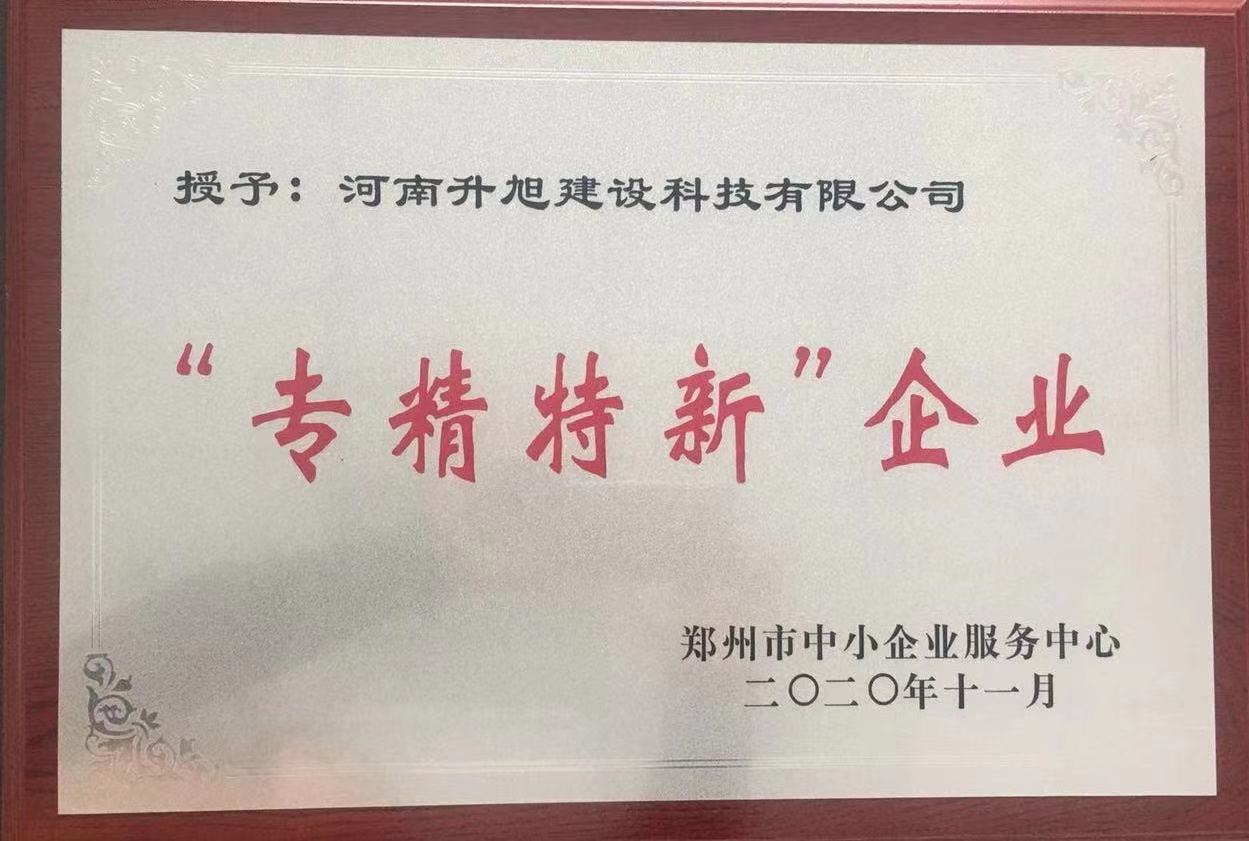 授予：河南升旭建设科技有限公司
“专精特新”企业
郑州市中小企业服务中心
二〇二〇年十一月